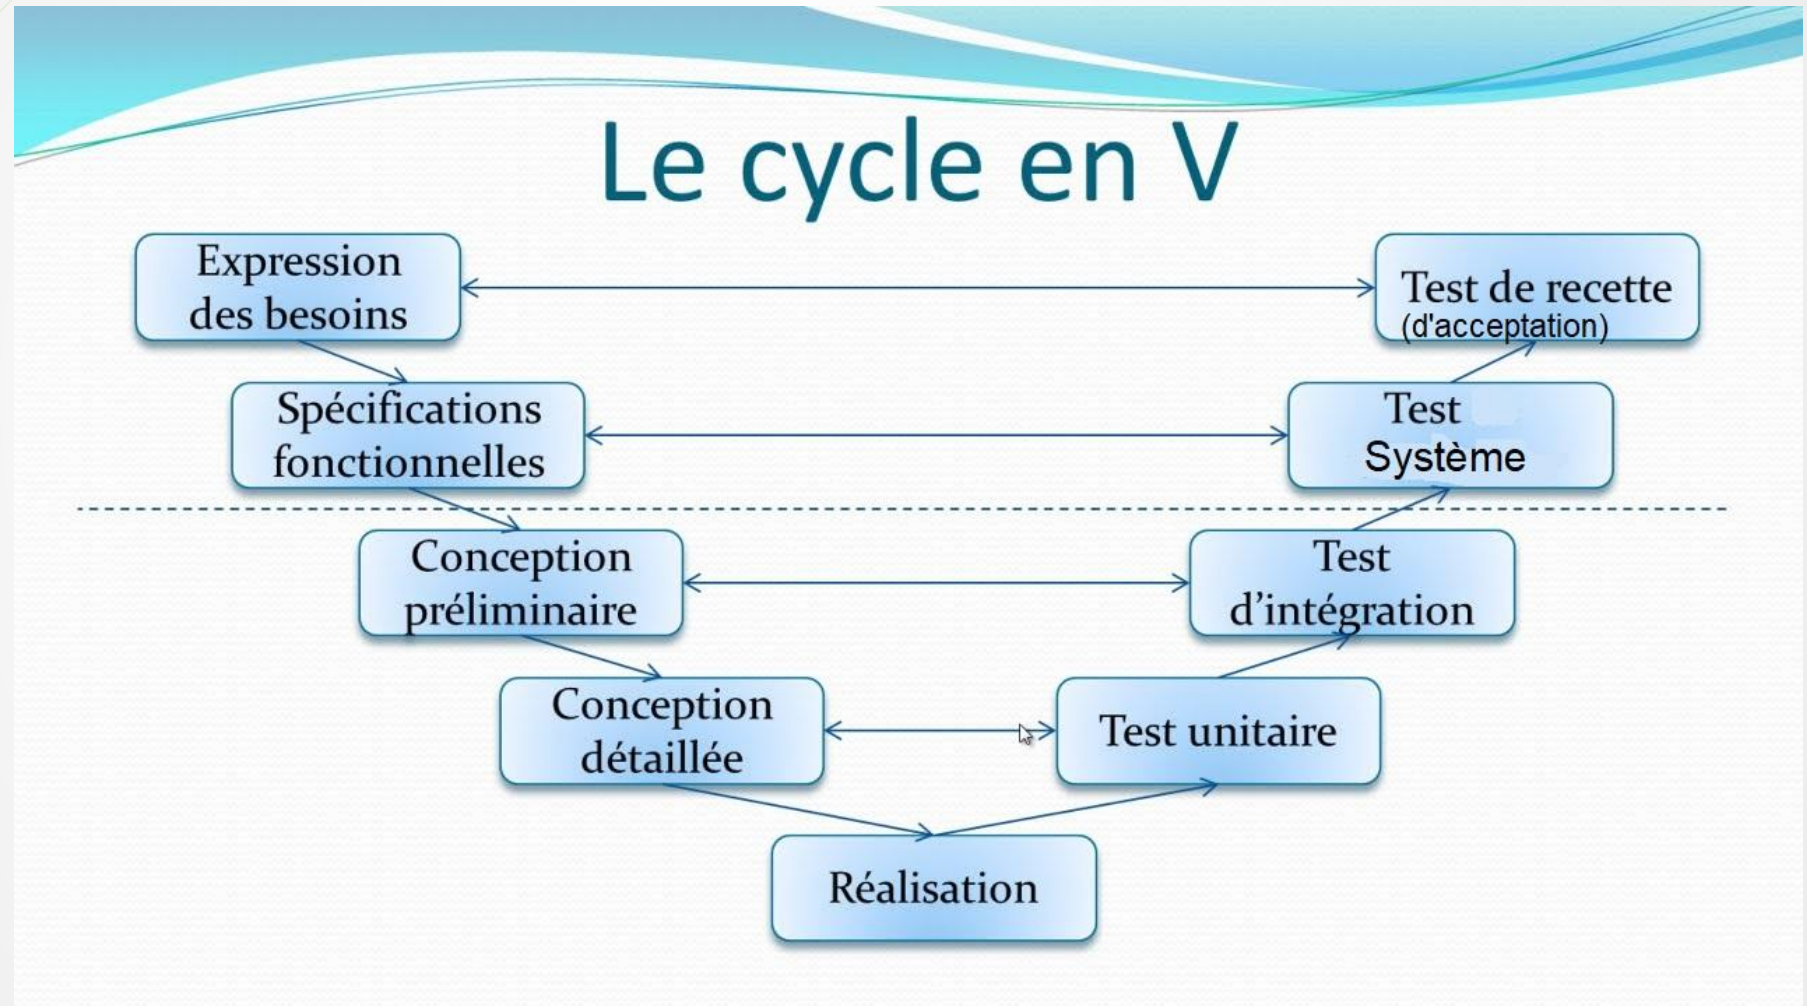 Le cycle en V
Expression
des besoins
Test de recette
(d'acceptation)
Spécifications
fonctionnelles
Test
Système
Conception
préliminaire
Test
d’intégration
Conception
détaillée
Test unitaire
Réalisation